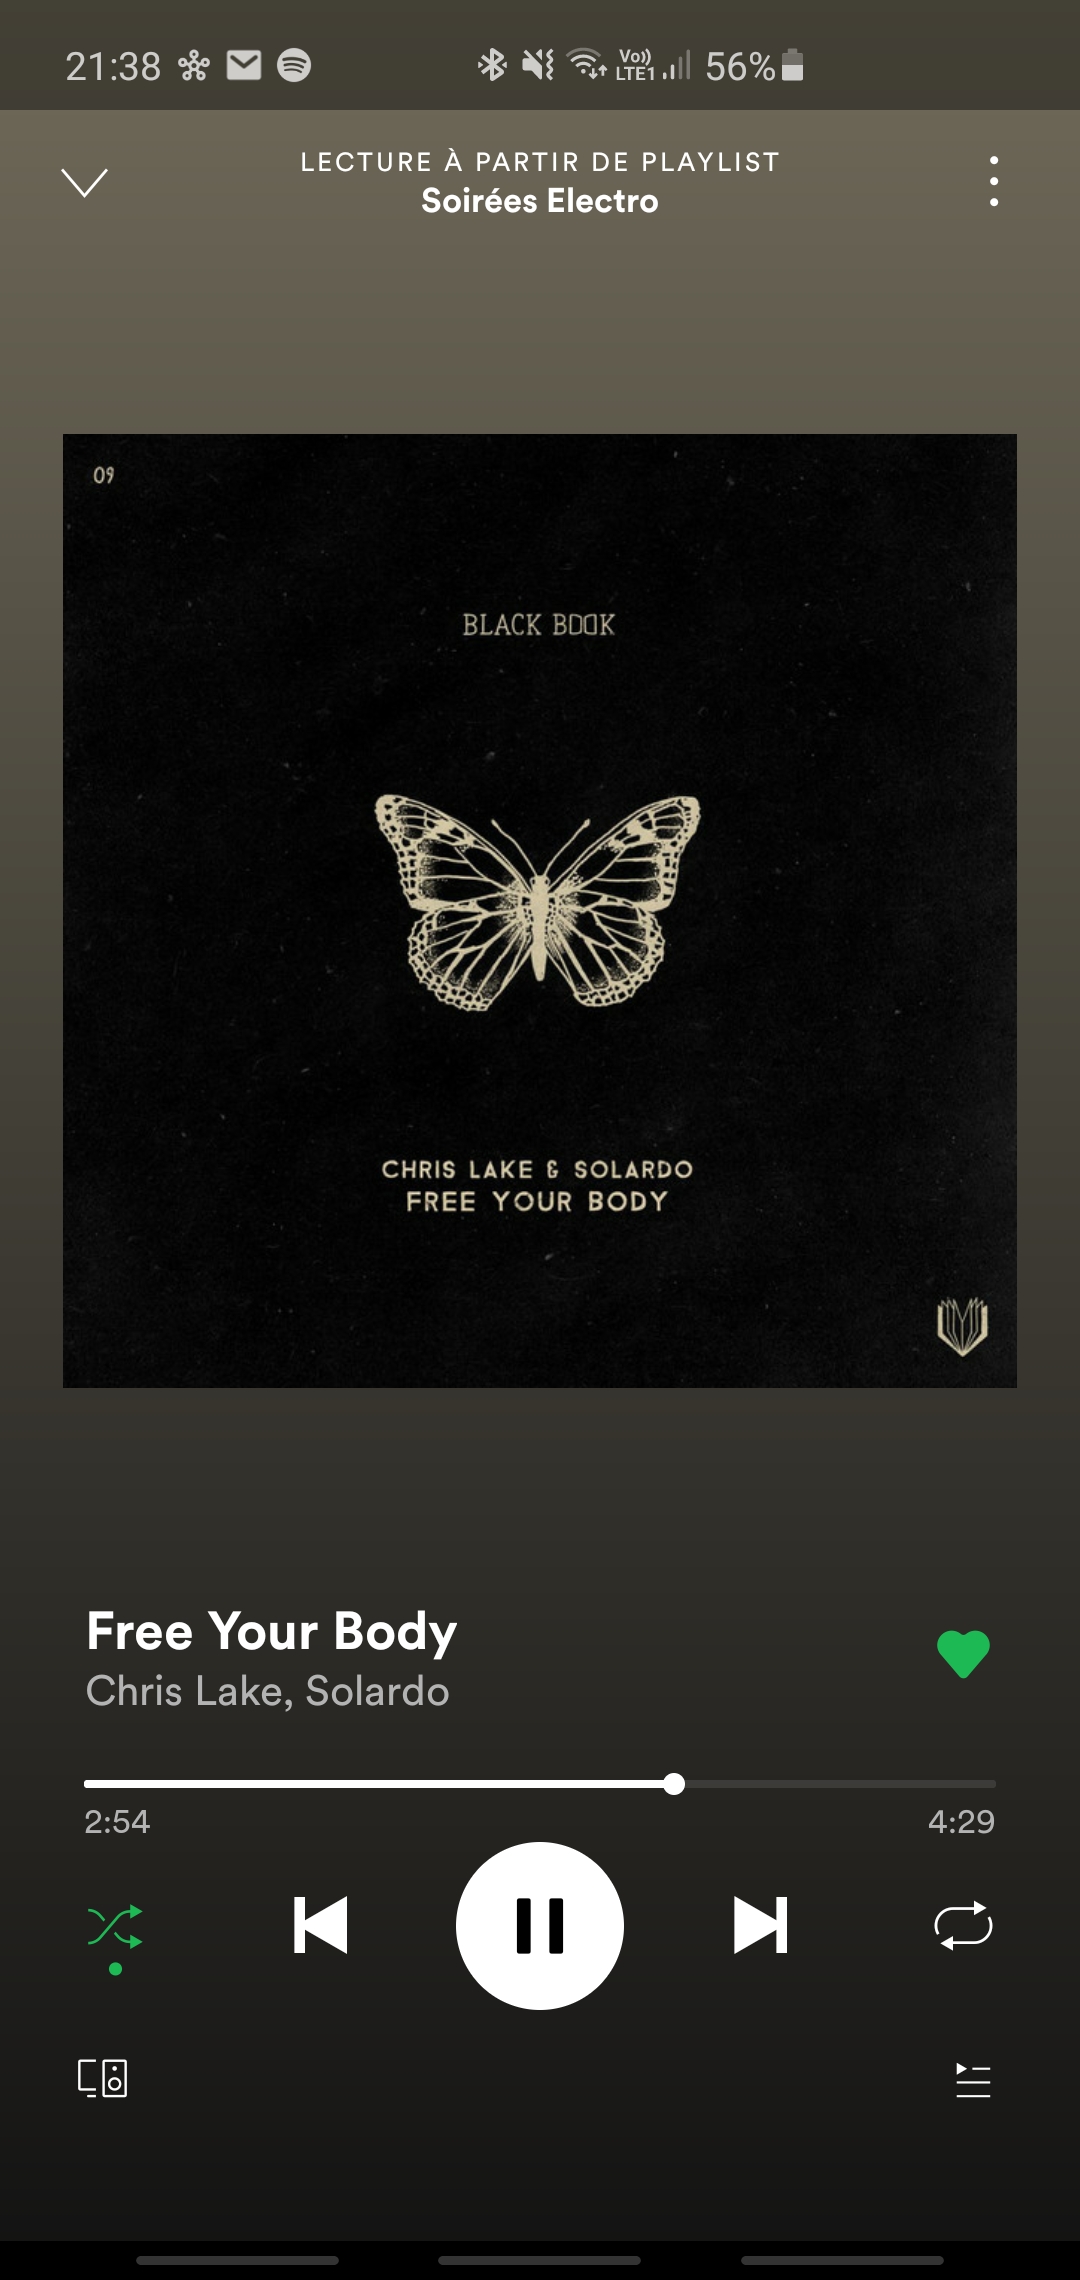 21:38 Vo)) LTE1 56%
LECTURE À PARTIR DE PLAYLIST
Soirées Electro
09
BLACK BOOK
CHRIS LAKE & SOLARDO
FREE YOUR BODY
Free Your Body
Chris Lake, Solardo
2:54 4:29